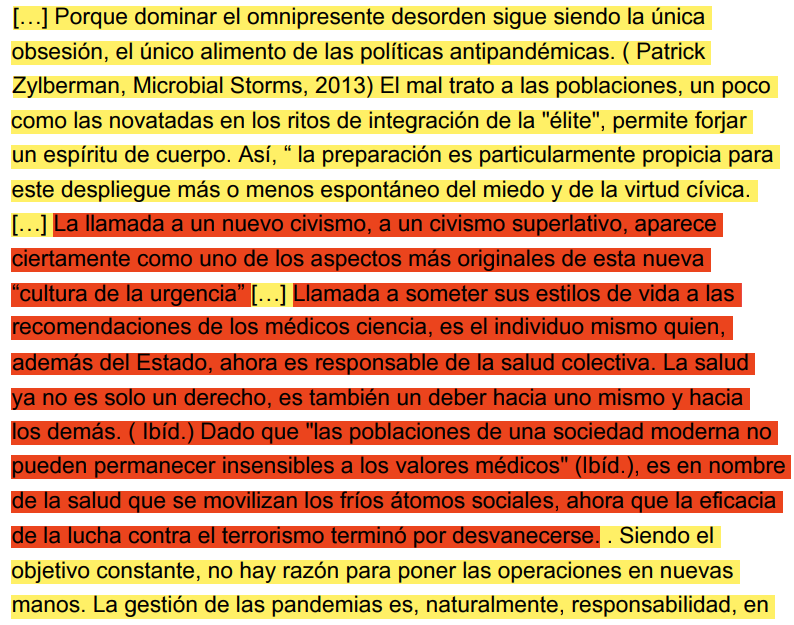 […] Porque dominar el omnipresente desorden sigue siendo la única
obsesión, el único alimento de las políticas antipandémicas. ( Patrick
Zylberman, Microbial Storms, 2013) El mal trato a las poblaciones, un poco
como las novatadas en los ritos de integración de la "élite", permite forjar
un espíritu de cuerpo. Así, “ la preparación es particularmente propicia para
este despliegue más o menos espontáneo del miedo y de la virtud cívica.
[…] La llamada a un nuevo civismo, a un civismo superlativo, aparece
ciertamente como uno de los aspectos más originales de esta nueva
“cultura de la urgencia” […] Llamada a someter sus estilos de vida a las
recomendaciones de los médicos ciencia, es el individuo mismo quien,
además del Estado, ahora es responsable de la salud colectiva. La salud
ya no es solo un derecho, es también un deber hacia uno mismo y hacia
los demás. ( Ibíd.) Dado que "las poblaciones de una sociedad moderna no
pueden permanecer insensibles a los valores médicos" (Ibíd.), es en nombre
de la salud que se movilizan los fríos átomos sociales, ahora que la eficacia
de la lucha contra el terrorismo terminó por desvanecerse. . Siendo el
objetivo constante, no hay razón para poner las operaciones en nuevas
manos. La gestión de las pandemias es, naturalmente, responsabilidad, en